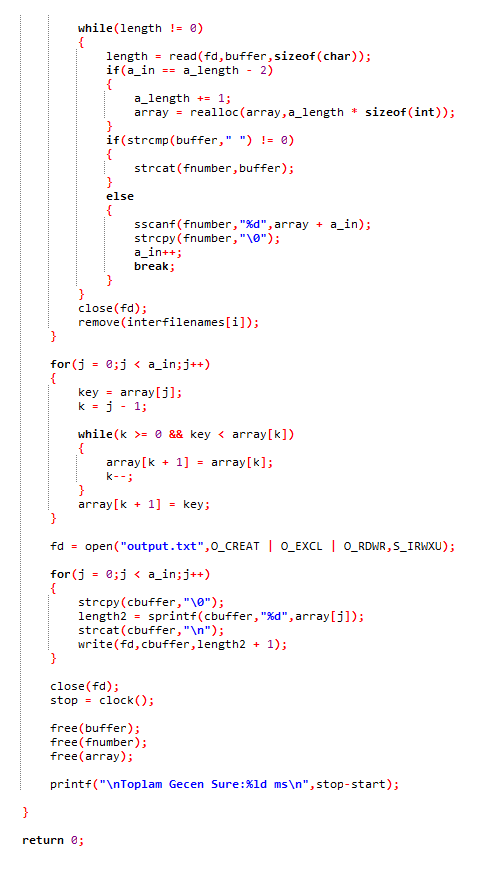 while(length != 0)
{
length = read(fd,buffer,sizeof(char));
if(a_in == a_length - 2)
{
a_length += 1;
array = realloc(array,a_length * sizeof(int));
}
if(strcmp(buffer," ") != 0)
{
strcat(fnumber,buffer);
}
else
{
sscanf(fnumber,"%d",array + a_in);
strcpy(fnumber,"\0");
a_in++;
break;
}
}
close(fd);
remove(interfilenames[i]);
}
for(j = 0;j < a_in;j++)
{
key = array[j];
k = j - 1;
while(k >= 0 && key < array[k])
{
array[k + 1] = array[k];
k--;
}
array[k + 1] = key;
}
fd = open("output.txt",O_CREAT | O_EXCL | O_RDWR,S_IRWXU);
for(j = 0;j < a_in;j++)
{
strcpy(cbuffer,"\0");
length2 = sprintf(cbuffer,"%d",array[j]);
strcat(cbuffer,"\n");
write(fd,cbuffer,length2 + 1);
}
close(fd);
stop = clock();
free(buffer);
free(fnumber);
free(array);
printf("\nToplam Gecen Sure:%ld ms\n",stop-start);
}
return 0;